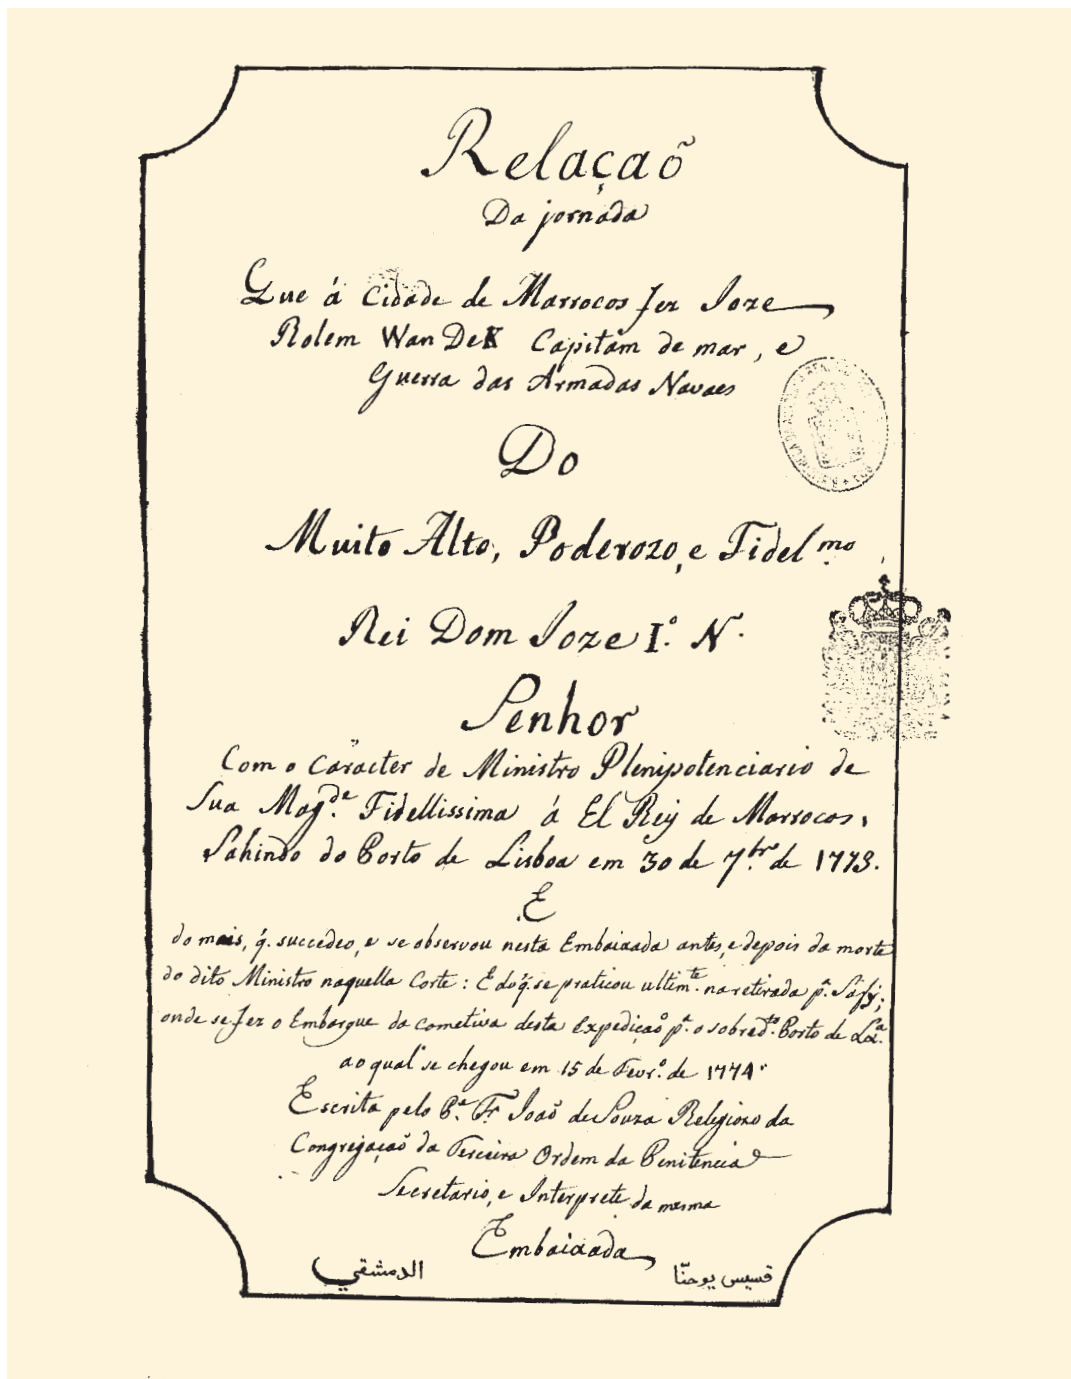 Relaçaõ
Da jornada
Que á Cidade de Marrocos fez Joze
Rolem Wan Dek Capitam de mar, e
Guerra das Armadas Navaes
Do
Muito Alto, Poderozo, e Fidel.mo
Rei Dom Joze I.º N.
Senhor
Com o Caracter de Ministro Plenipotenciario de
Sua Mag.de Fidellissima á El Rey de Marrocos,
Sahindo do Porto de Lisboa em 30 de 7.bro de 1773.
E
do mais, q̃. succedeo, e se observou nesta Embaixada antes, e depois da morte
do dito Ministro naquella Corte: E do q̃. se praticou ultim.te na retirada p.ª Safy;
onde se fez o Embarque da cometiva desta Expediçaõ p.ª o sobred.to Porto de Lx.ª
ao qual se chegou em 15 de Fevr.º de 1774.
Escrita pelo P.e Fr. Joaõ de Souza Religiozo da
Congregaçaõ da Terceira Ordem da Penitencia
Secretario, e Interprete da mesma
Embaixada
قسيس يوحنّا الدمشقي